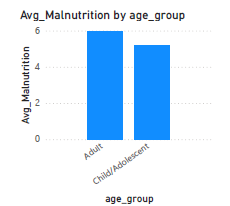 Avg_Malnutrition by age_group
Avg_Malnutrition
6
4
2
0
Adult
Child/Adolescent
age_group